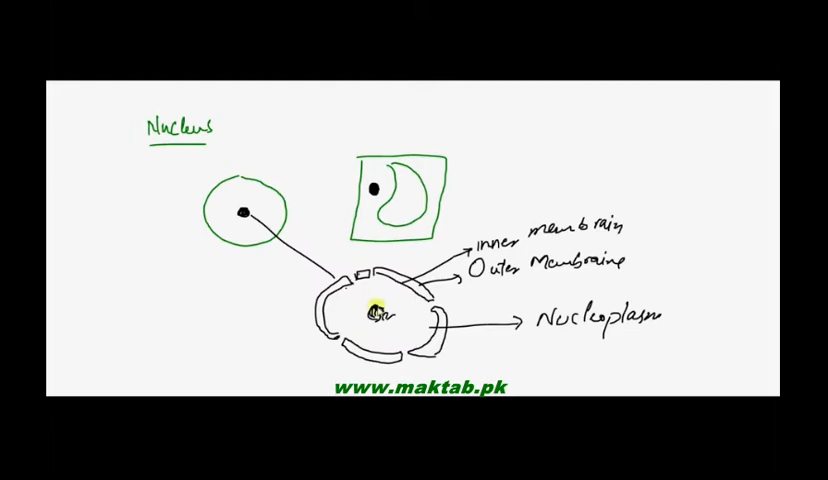 Nucleus
inner membrain
Outer Membraine
Nucleoplasm
www.maktab.pk